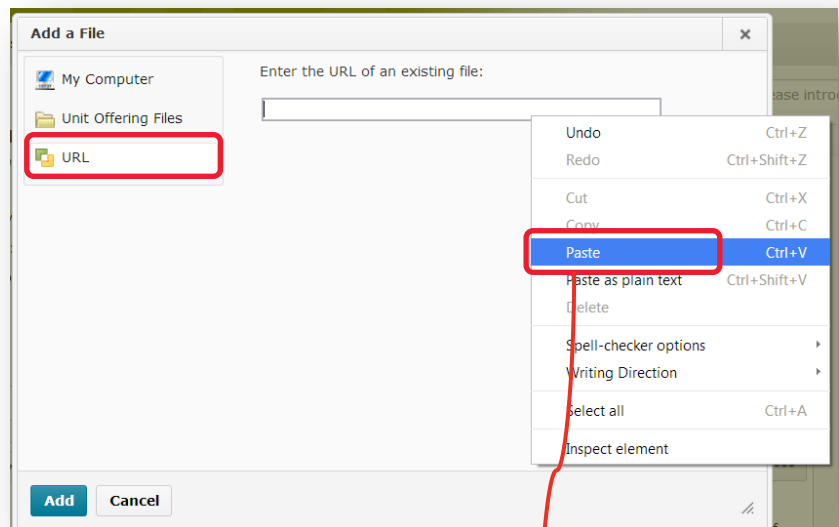 Add a File
My Computer
Unit Offering Files
URL
Enter the URL of an existing file:
Undo Ctrl+Z
Redo Ctrl+Shift+Z
Cut Ctrl+X
Copy Ctrl+C
Paste Ctrl+V
Paste as plain text Ctrl+Shift+V
Delete
Spell-checker options
Writing Direction
Select all Ctrl+A
Inspect element
Add Cancel